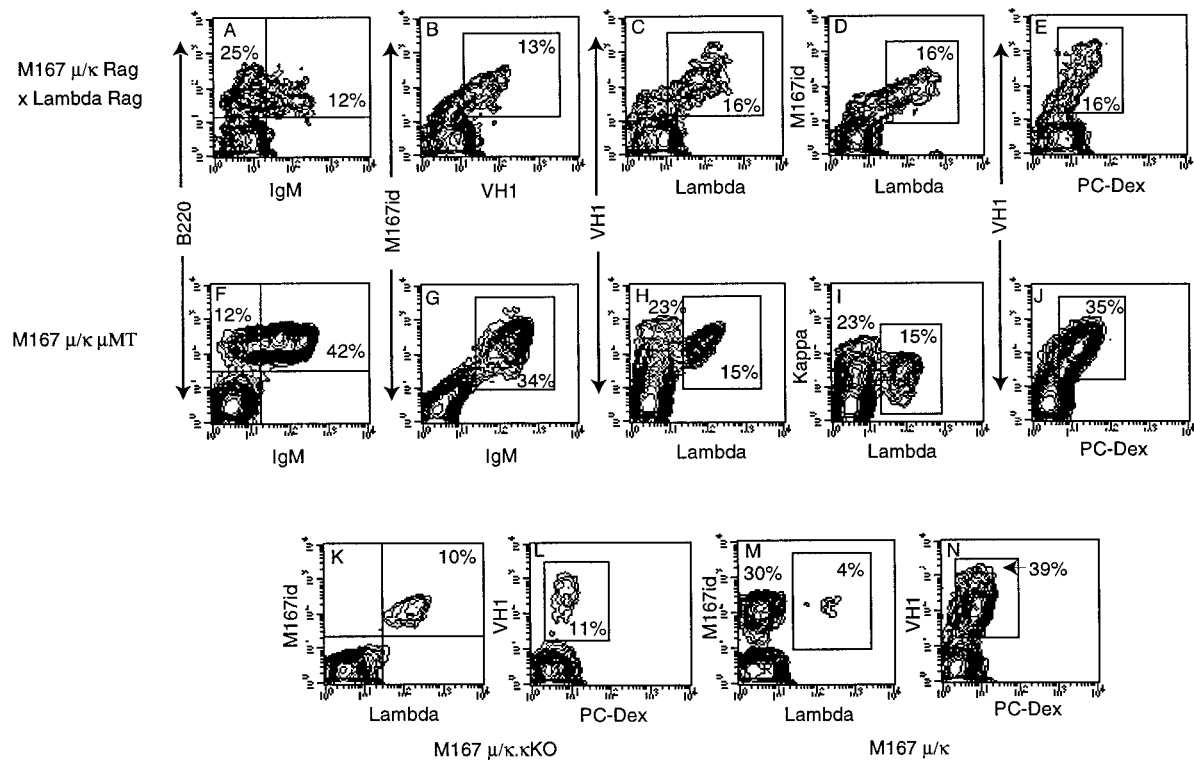 M167 μ/κ Rag
x Lambda Rag
A
25%
12%
IgM
B220
B
13%
VH1
M167id
C
16%
Lambda
VH1
D
16%
M167id
Lambda
E
16%
PC-Dex
VH1
M167 μ/κ μMT
F
12%
42%
IgM
G
34%
IgM
H
23%
15%
Lambda
I
23%
15%
Kappa
Lambda
J
35%
PC-Dex
K
10%
M167id
Lambda
L
11%
VH1
PC-Dex
M
30%
4%
M167id
Lambda
N
39%
VH1
PC-Dex
M167 μ/κ.κKO
M167 μ/κ